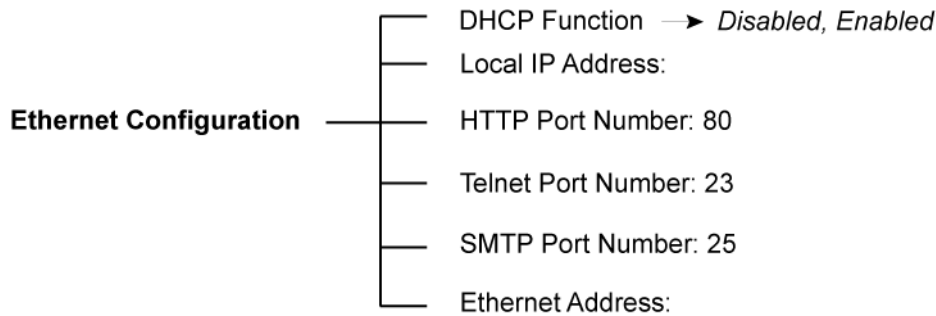 DHCP Function → Disabled, Enabled
Local IP Address:
Ethernet Configuration
HTTP Port Number: 80
Telnet Port Number: 23
SMTP Port Number: 25
Ethernet Address: